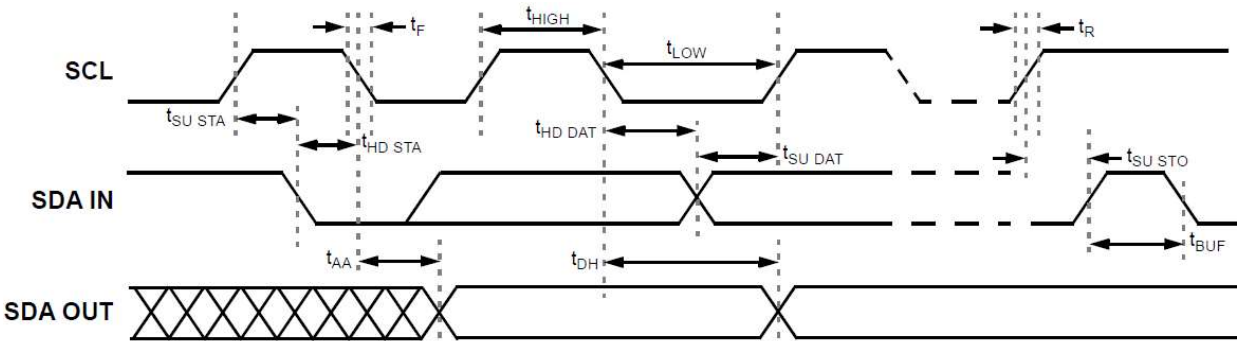 tF
tHIGH
tR
SCL
tLOW
tSU STA
tHD STA
tHD DAT
tSU DAT
tSU STO
SDA IN
tAA
tDH
tBUF
SDA OUT